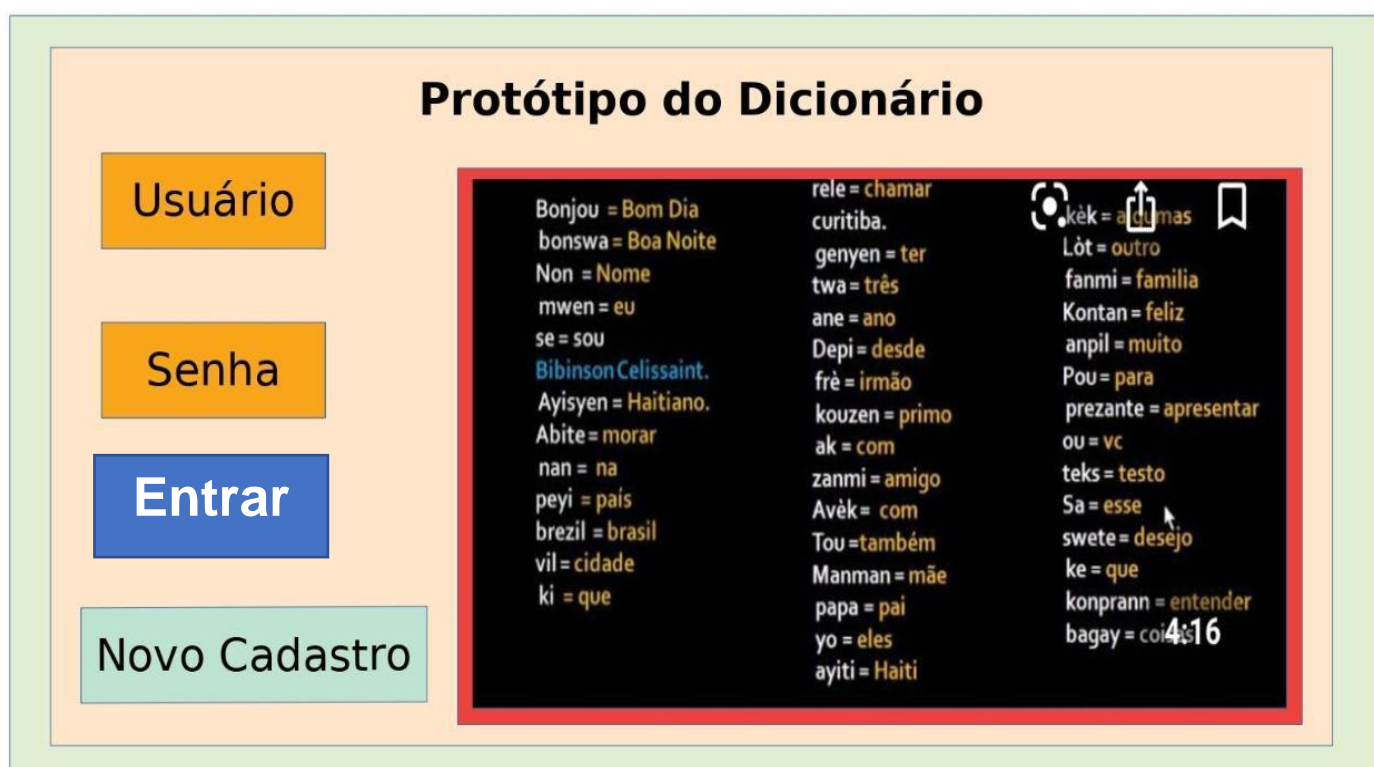 Protótipo do Dicionário
Usuário
Senha
Entrar
Novo Cadastro
Bonjou = Bom Dia
bonswa = Boa Noite
Non = Nome
mwen = eu
se = sou
Bibinson Celissaint.
Ayisyen = Haitiano.
Abite = morar
nan = na
peyi = país
brezil = brasil
vil = cidade
ki = que
rele = chamar
curitiba.
genyen = ter
twa = três
ane = ano
Depi = desde
frè = irmão
kouzen = primo
ak = com
zanmi = amigo
Avèk = com
Tou =também
Manman = mãe
papa = pai
yo = eles
ayiti = Haiti
kèk = algumas
Lòt = outro
fanmi = familia
Kontan = feliz
anpil = muito
Pou = para
prezante = apresentar
ou = vc
teks = testo
Sa = esse
swete = desejo
ke = que
konprann = entender
bagay = coisas
4:16